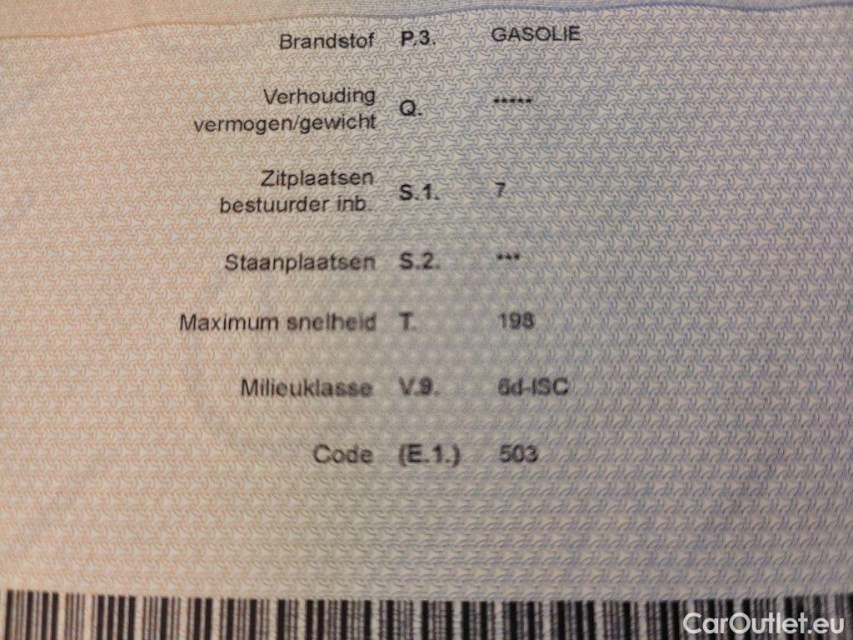 Brandstof P.3. GASOLIE
Verhouding
vermogen/gewicht Q. *****
Zitplaatsen
bestuurder inb. S.1. 7
Staanplaatsen S.2. ***
Maximum snelheid T. 198
Milieuklasse V.9. 6d-ISC
Code (E.1.) 503
CarOutlet.eu